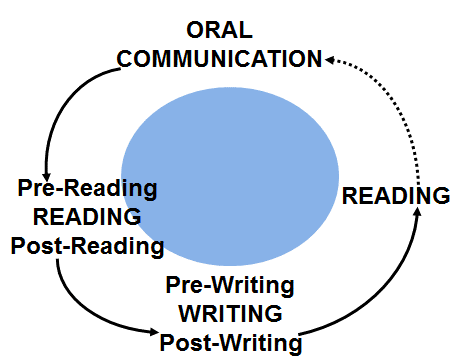 ORAL
COMMUNICATION
Pre-Reading
READING
Post-Reading
READING
Pre-Writing
WRITING
Post-Writing